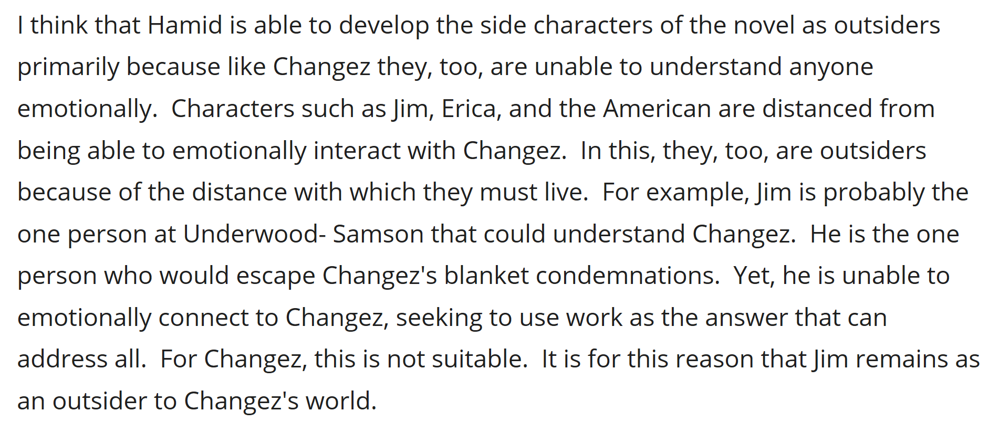 I think that Hamid is able to develop the side characters of the novel as outsiders
primarily because like Changez they, too, are unable to understand anyone
emotionally.  Characters such as Jim, Erica, and the American are distanced from
being able to emotionally interact with Changez.  In this, they, too, are outsiders
because of the distance with which they must live.  For example, Jim is probably the
one person at Underwood- Samson that could understand Changez.  He is the one
person who would escape Changez's blanket condemnations.  Yet, he is unable to
emotionally connect to Changez, seeking to use work as the answer that can
address all.  For Changez, this is not suitable.  It is for this reason that Jim remains as
an outsider to Changez's world.